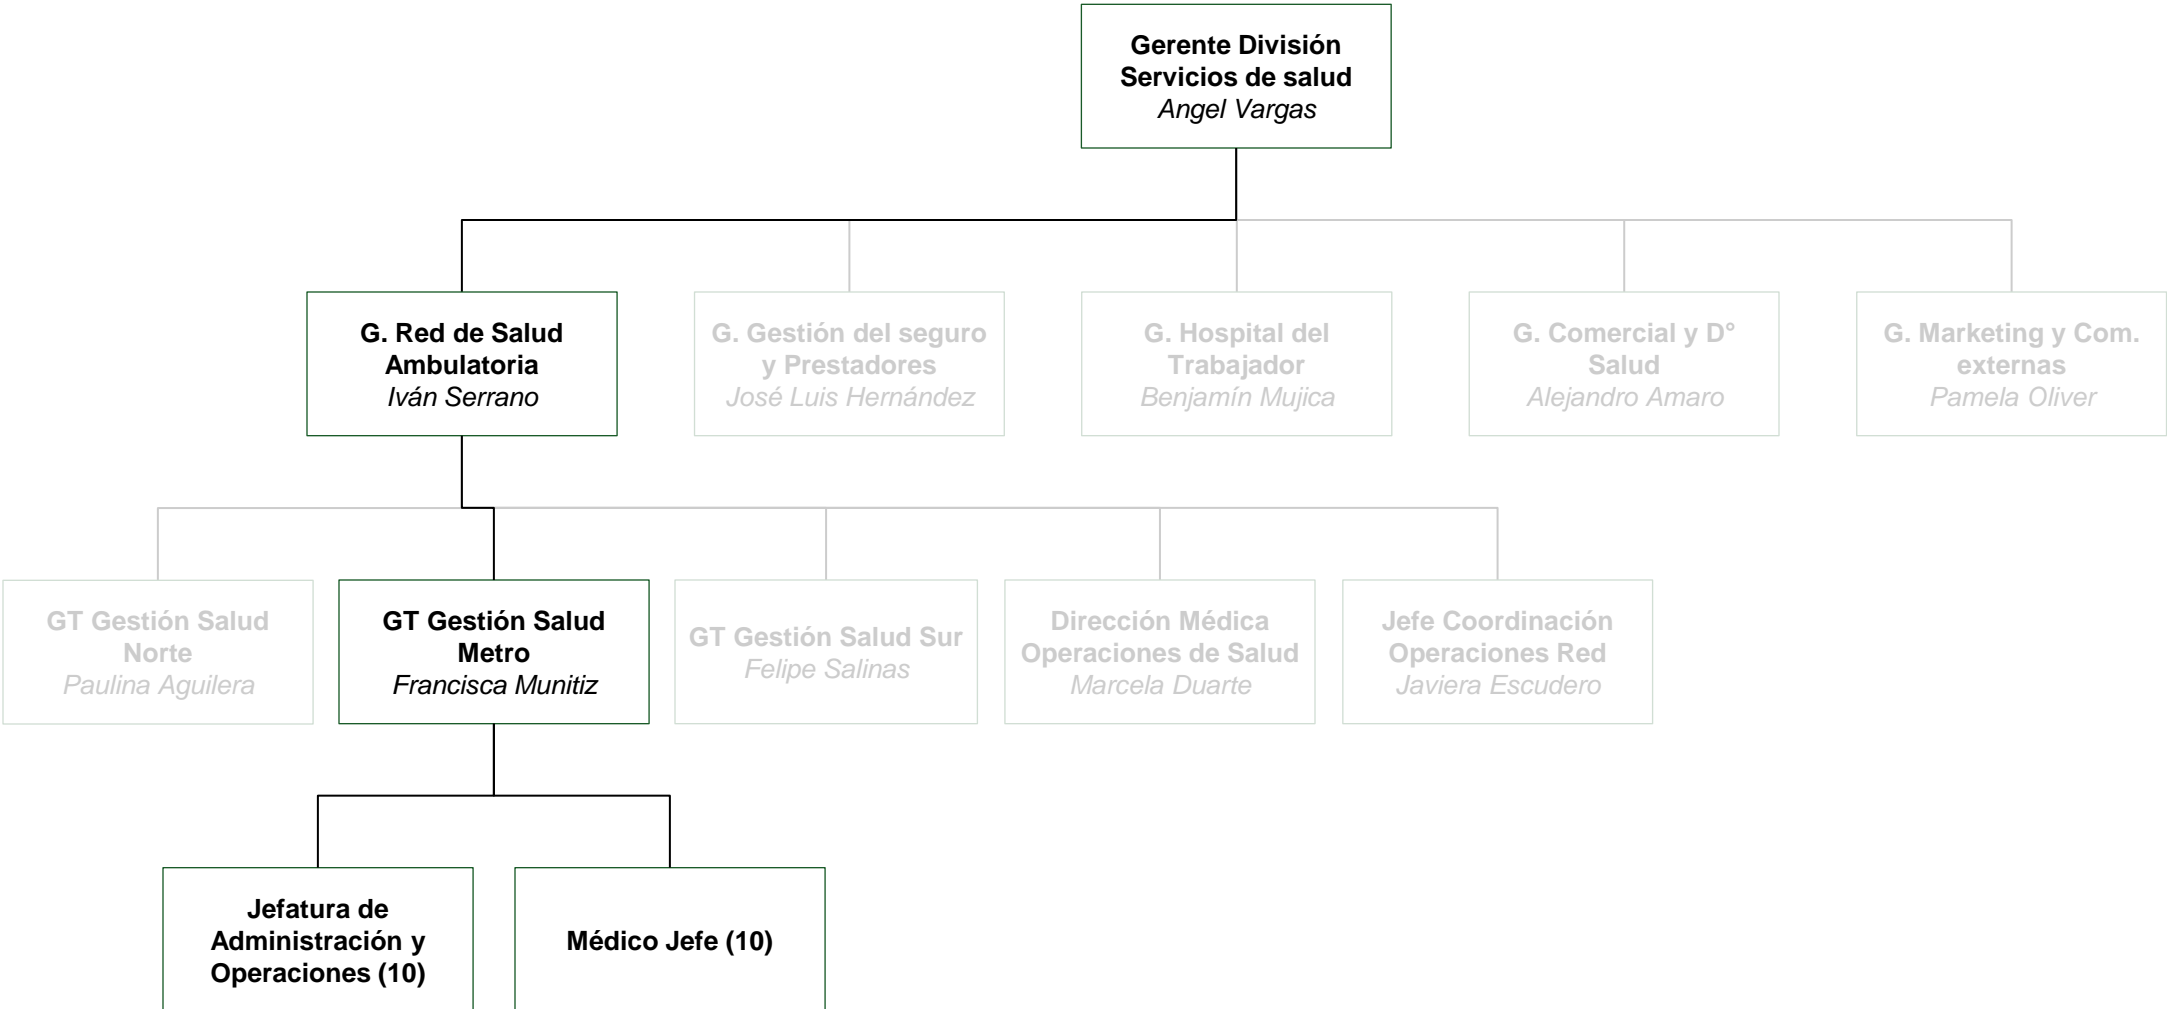 Gerente División
Servicios de salud
Angel Vargas
G. Red de Salud
Ambulatoria
Iván Serrano
G. Gestión del seguro
y Prestadores
José Luis Hernández
G. Hospital del
Trabajador
Benjamín Mujica
G. Comercial y D°
Salud
Alejandro Amaro
G. Marketing y Com.
externas
Pamela Oliver
GT Gestión Salud
Norte
Paulina Aguilera
GT Gestión Salud
Metro
Francisca Munitiz
GT Gestión Salud Sur
Felipe Salinas
Dirección Médica
Operaciones de Salud
Marcela Duarte
Jefe Coordinación
Operaciones Red
Javiera Escudero
Jefatura de
Administración y
Operaciones (10)
Médico Jefe (10)